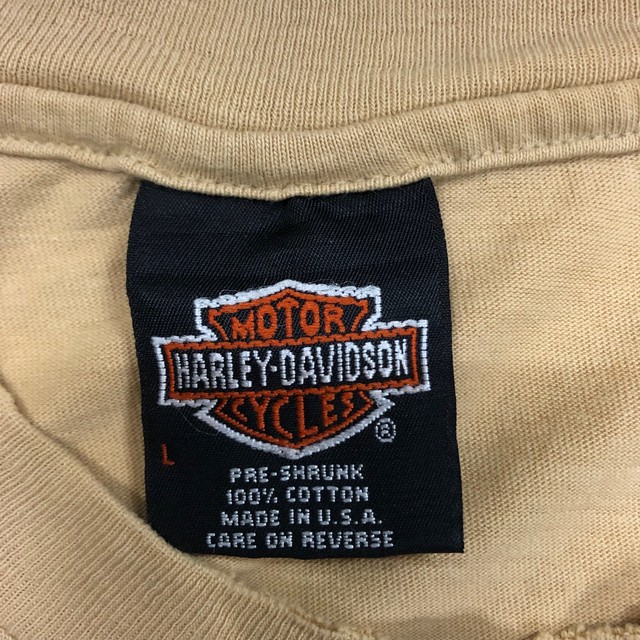 MOTOR
HARLEY-DAVIDSON
CYCLES
®
L
PRE-SHRUNK
100% COTTON
MADE IN U.S.A.
CARE ON REVERSE